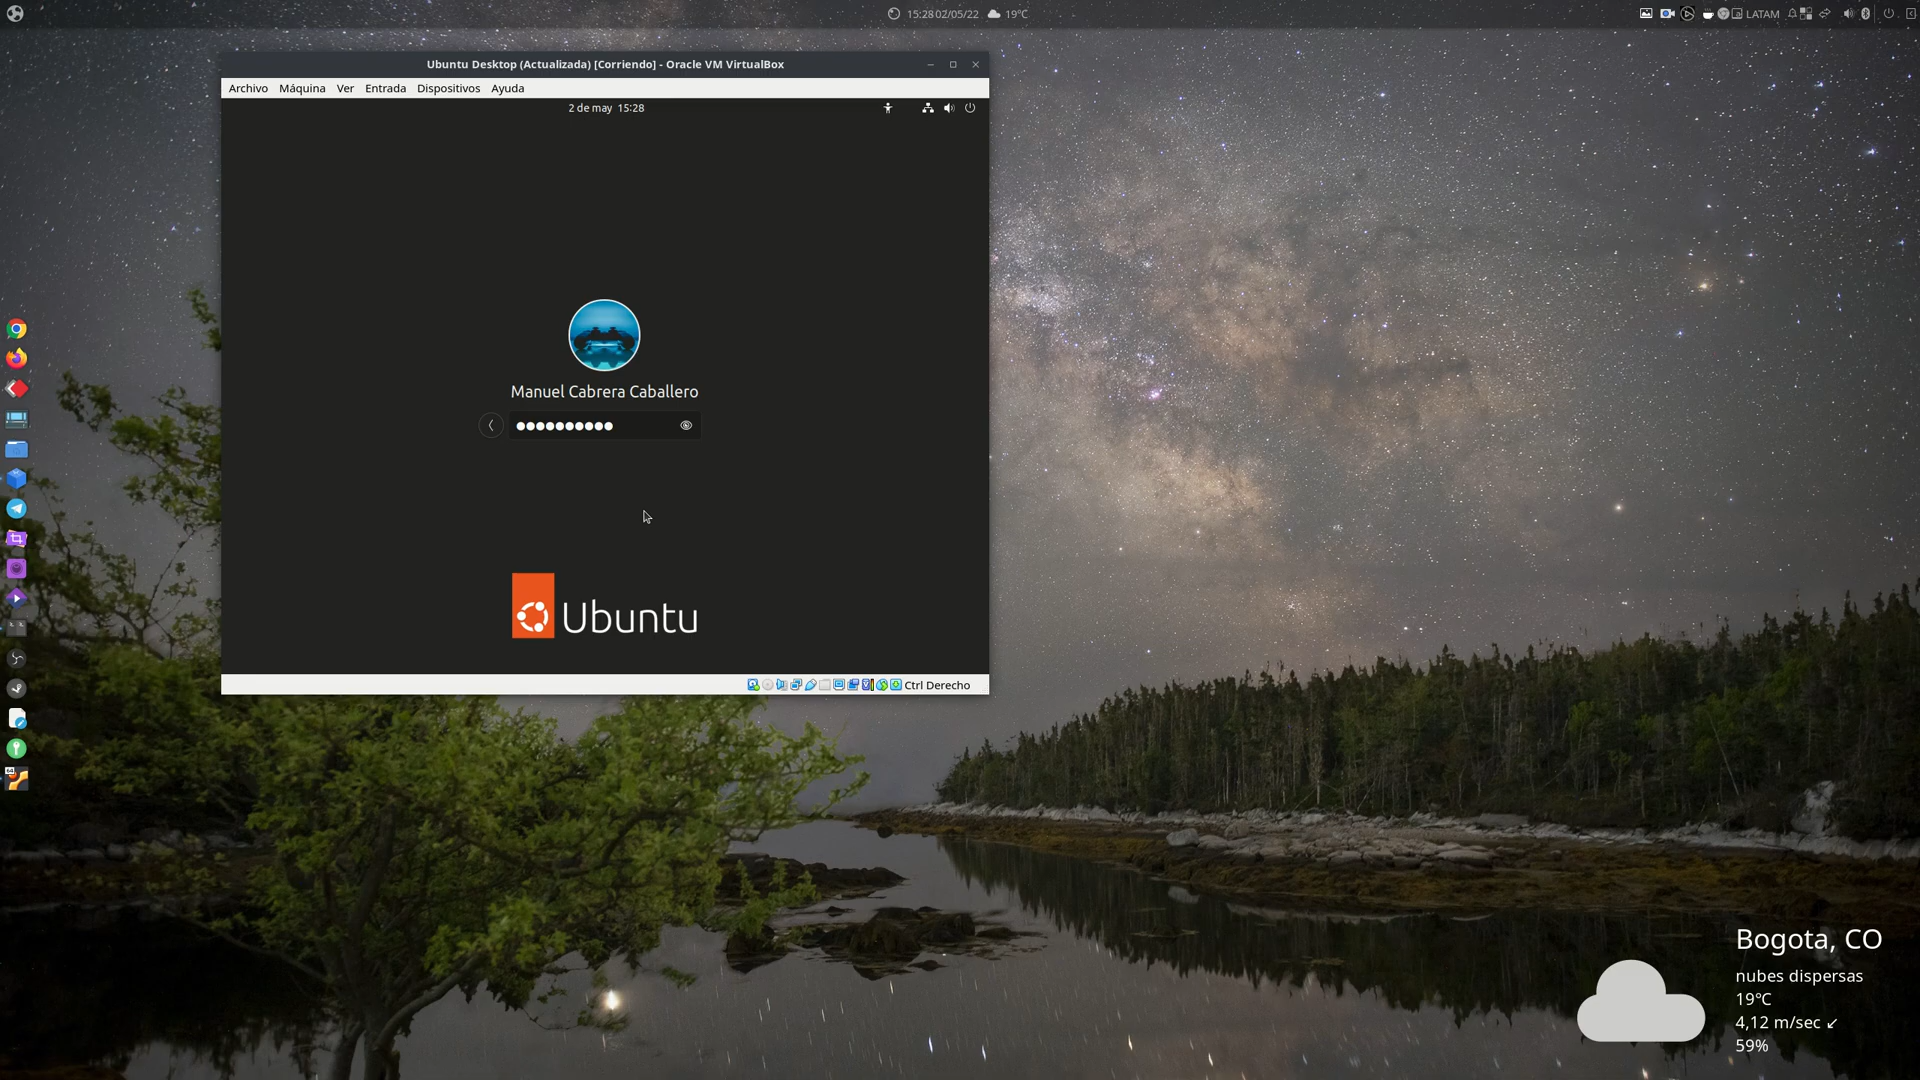 15:28 02/05/22 19°C
LATAM
Ubuntu Desktop (Actualizada) [Corriendo] - Oracle VM VirtualBox
Archivo Máquina Ver Entrada Dispositivos Ayuda
2 de may 15:28
Manuel Cabrera Caballero
Ubuntu
Ctrl Derecho
Bogota, CO
nubes dispersas
19°C
4,12 m/sec ↙
59%